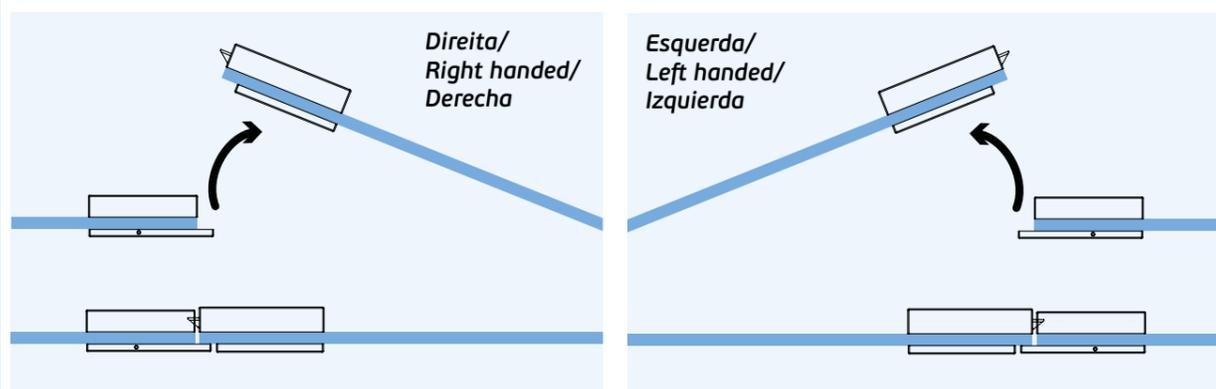 Direita/
Right handed/
Derecha
Esquerda/
Left handed/
Izquierda